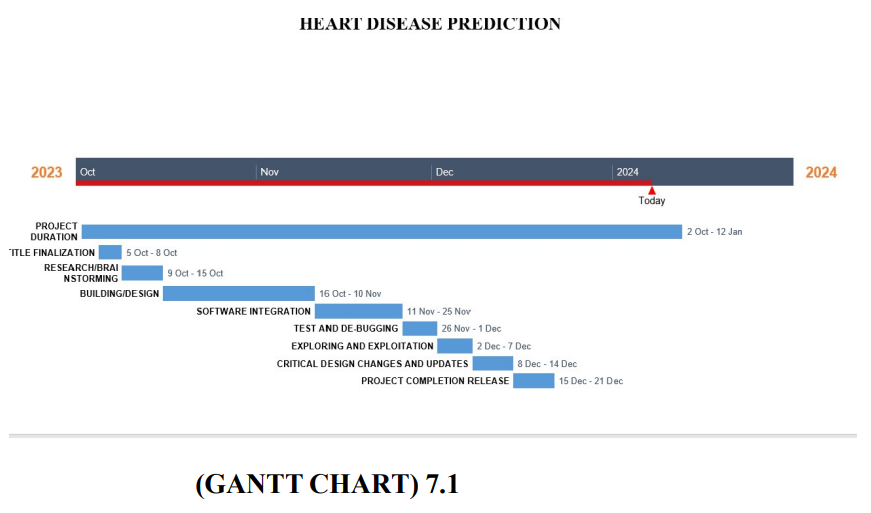 HEART DISEASE PREDICTION
2023 Oct Nov Dec 2024 2024
Today
PROJECT
DURATION 2 Oct - 12 Jan
ITLE FINALIZATION 5 Oct - 8 Oct
RESEARCH/BRAI
NSTORMING 9 Oct - 15 Oct
BUILDING/DESIGN 16 Oct - 10 Nov
SOFTWARE INTEGRATION 11 Nov - 25 Nov
TEST AND DE-BUGGING 26 Nov - 1 Dec
EXPLORING AND EXPLOITATION 2 Dec - 7 Dec
CRITICAL DESIGN CHANGES AND UPDATES 8 Dec - 14 Dec
PROJECT COMPLETION RELEASE 15 Dec - 21 Dec
(GANTT CHART) 7.1